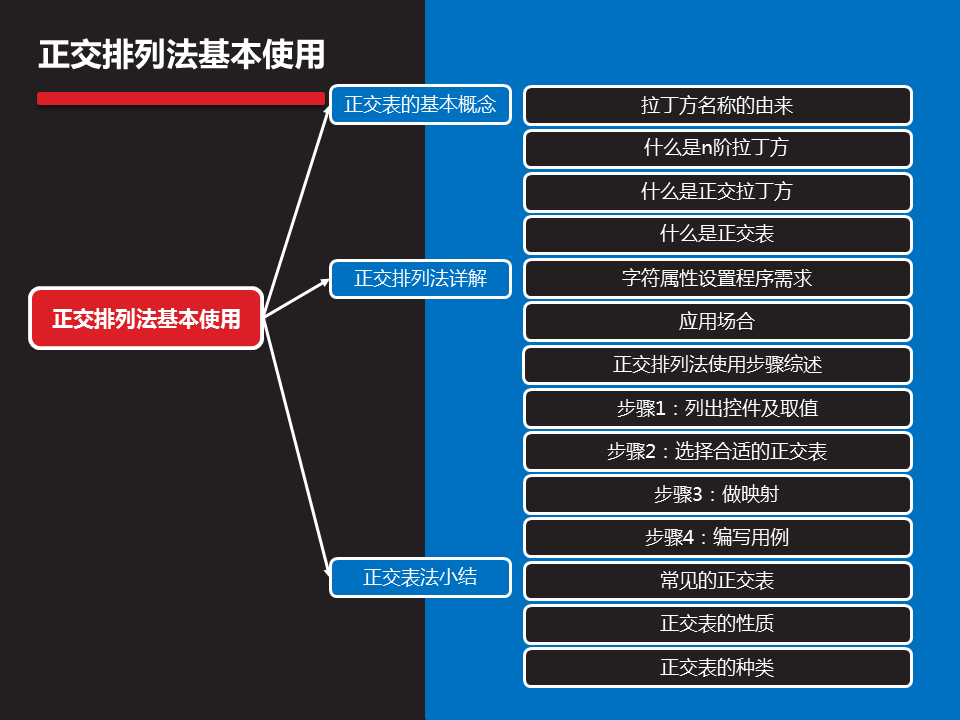 正交排列法基本使用
正交表的基本概念
拉丁方名称的由来
什么是n阶拉丁方
什么是正交拉丁方
什么是正交表
正交排列法详解
字符属性设置程序需求
正交排列法基本使用
应用场合
正交排列法使用步骤综述
步骤1：列出控件及取值
步骤2：选择合适的正交表
步骤3：做映射
步骤4：编写用例
正交表法小结
常见的正交表
正交表的性质
正交表的种类